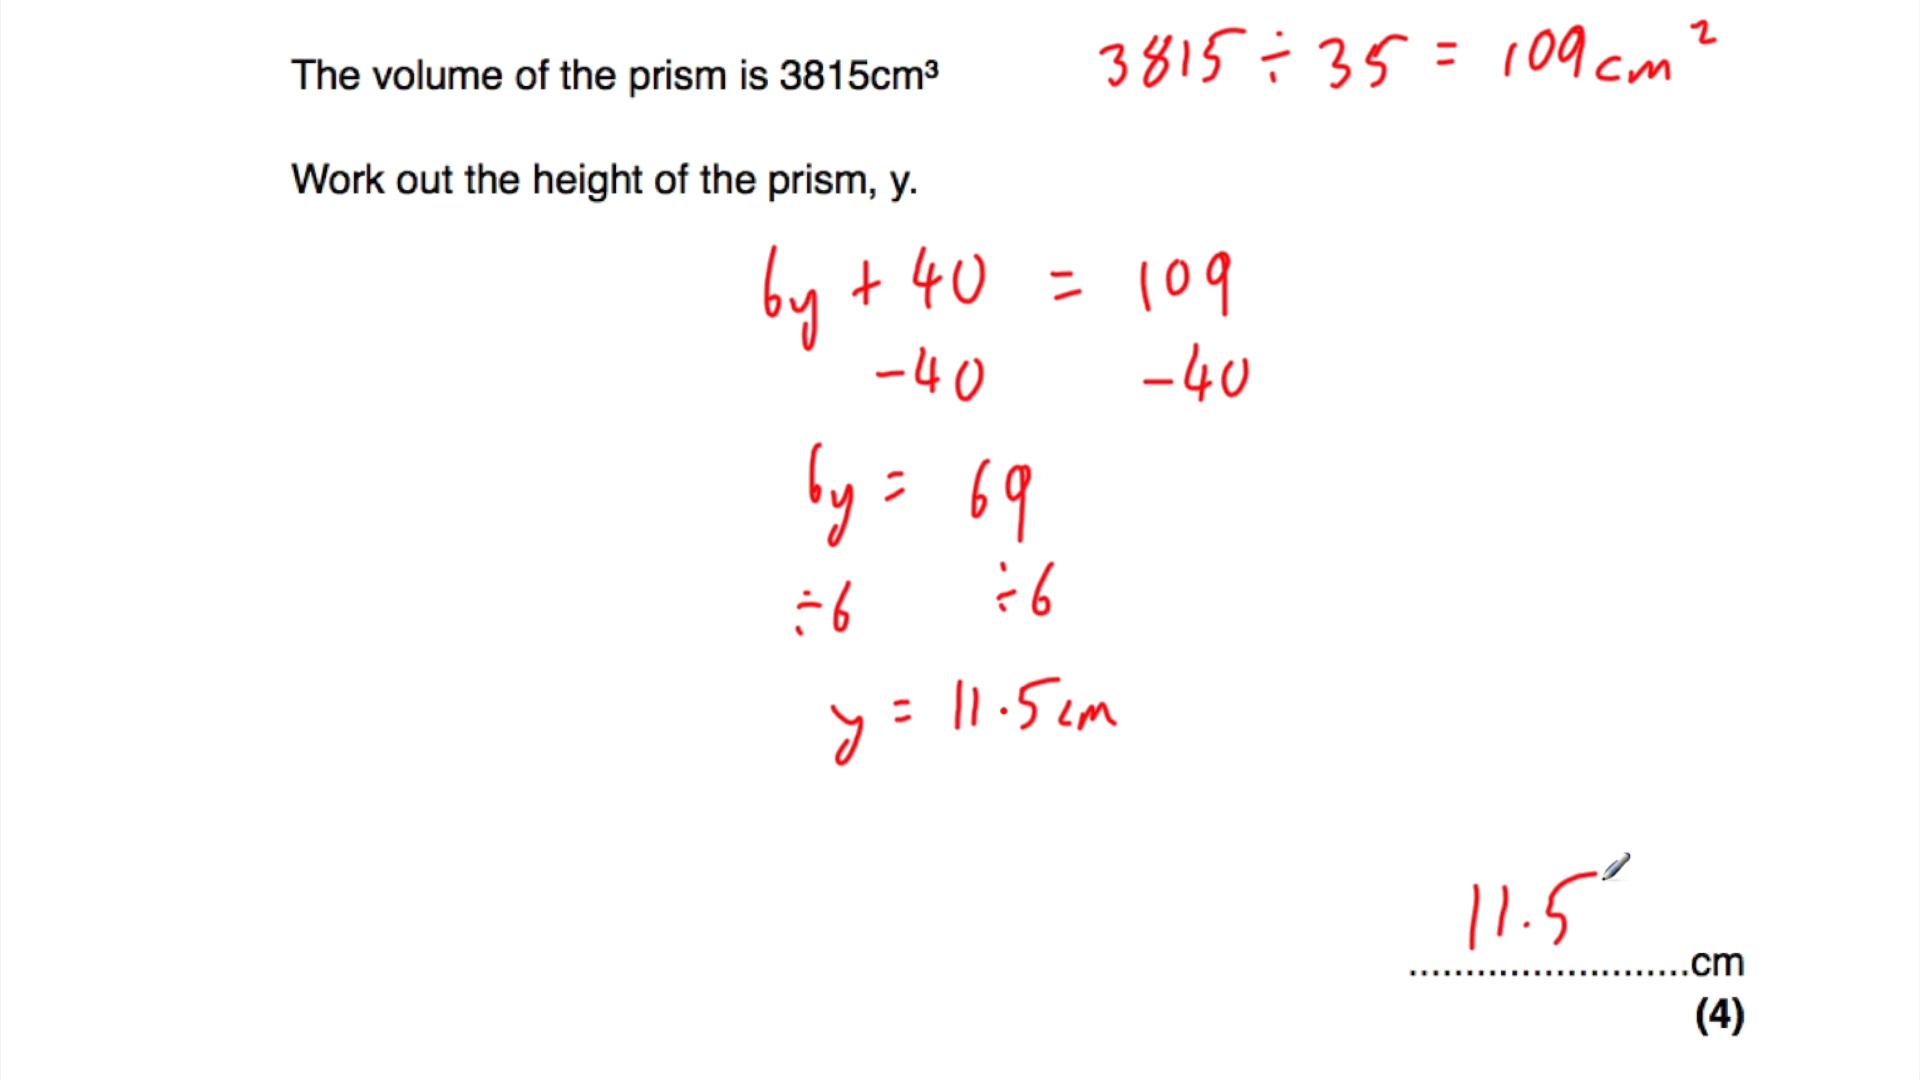 The volume of the prism is 3815cm³
3815 ÷ 35 = 109cm²
Work out the height of the prism, y.
6y + 40 = 109
-40 -40
6y = 69
÷6 ÷6
y = 11.5cm
11.5
..........................cm
(4)